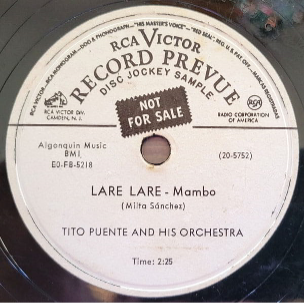 RCA VICTOR
RECORD PREVUE
DISC JOCKEY SAMPLE
NOT
FOR SALE
RCA VICTOR DIV.
CAMDEN, N. J.
RCA
RADIO CORPORATION
OF AMERICA
Algonquin Music
BMI
E0-FB-5218
(20-5752)
LARE LARE - Mambo
(Milta Sánchez)
TITO PUENTE AND HIS ORCHESTRA
Time: 2:25